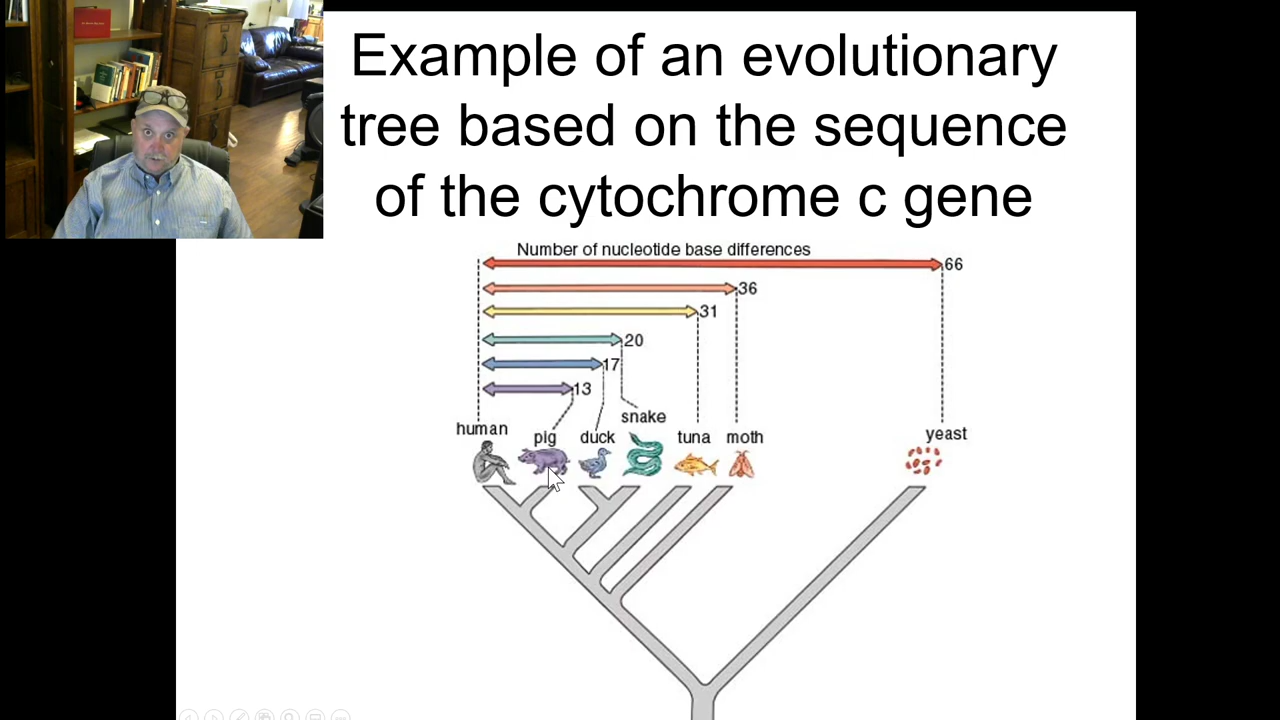 Example of an evolutionary
tree based on the sequence
of the cytochrome c gene
Number of nucleotide base differences
66
36
31
20
17
13
human
pig
duck
snake
tuna
moth
yeast